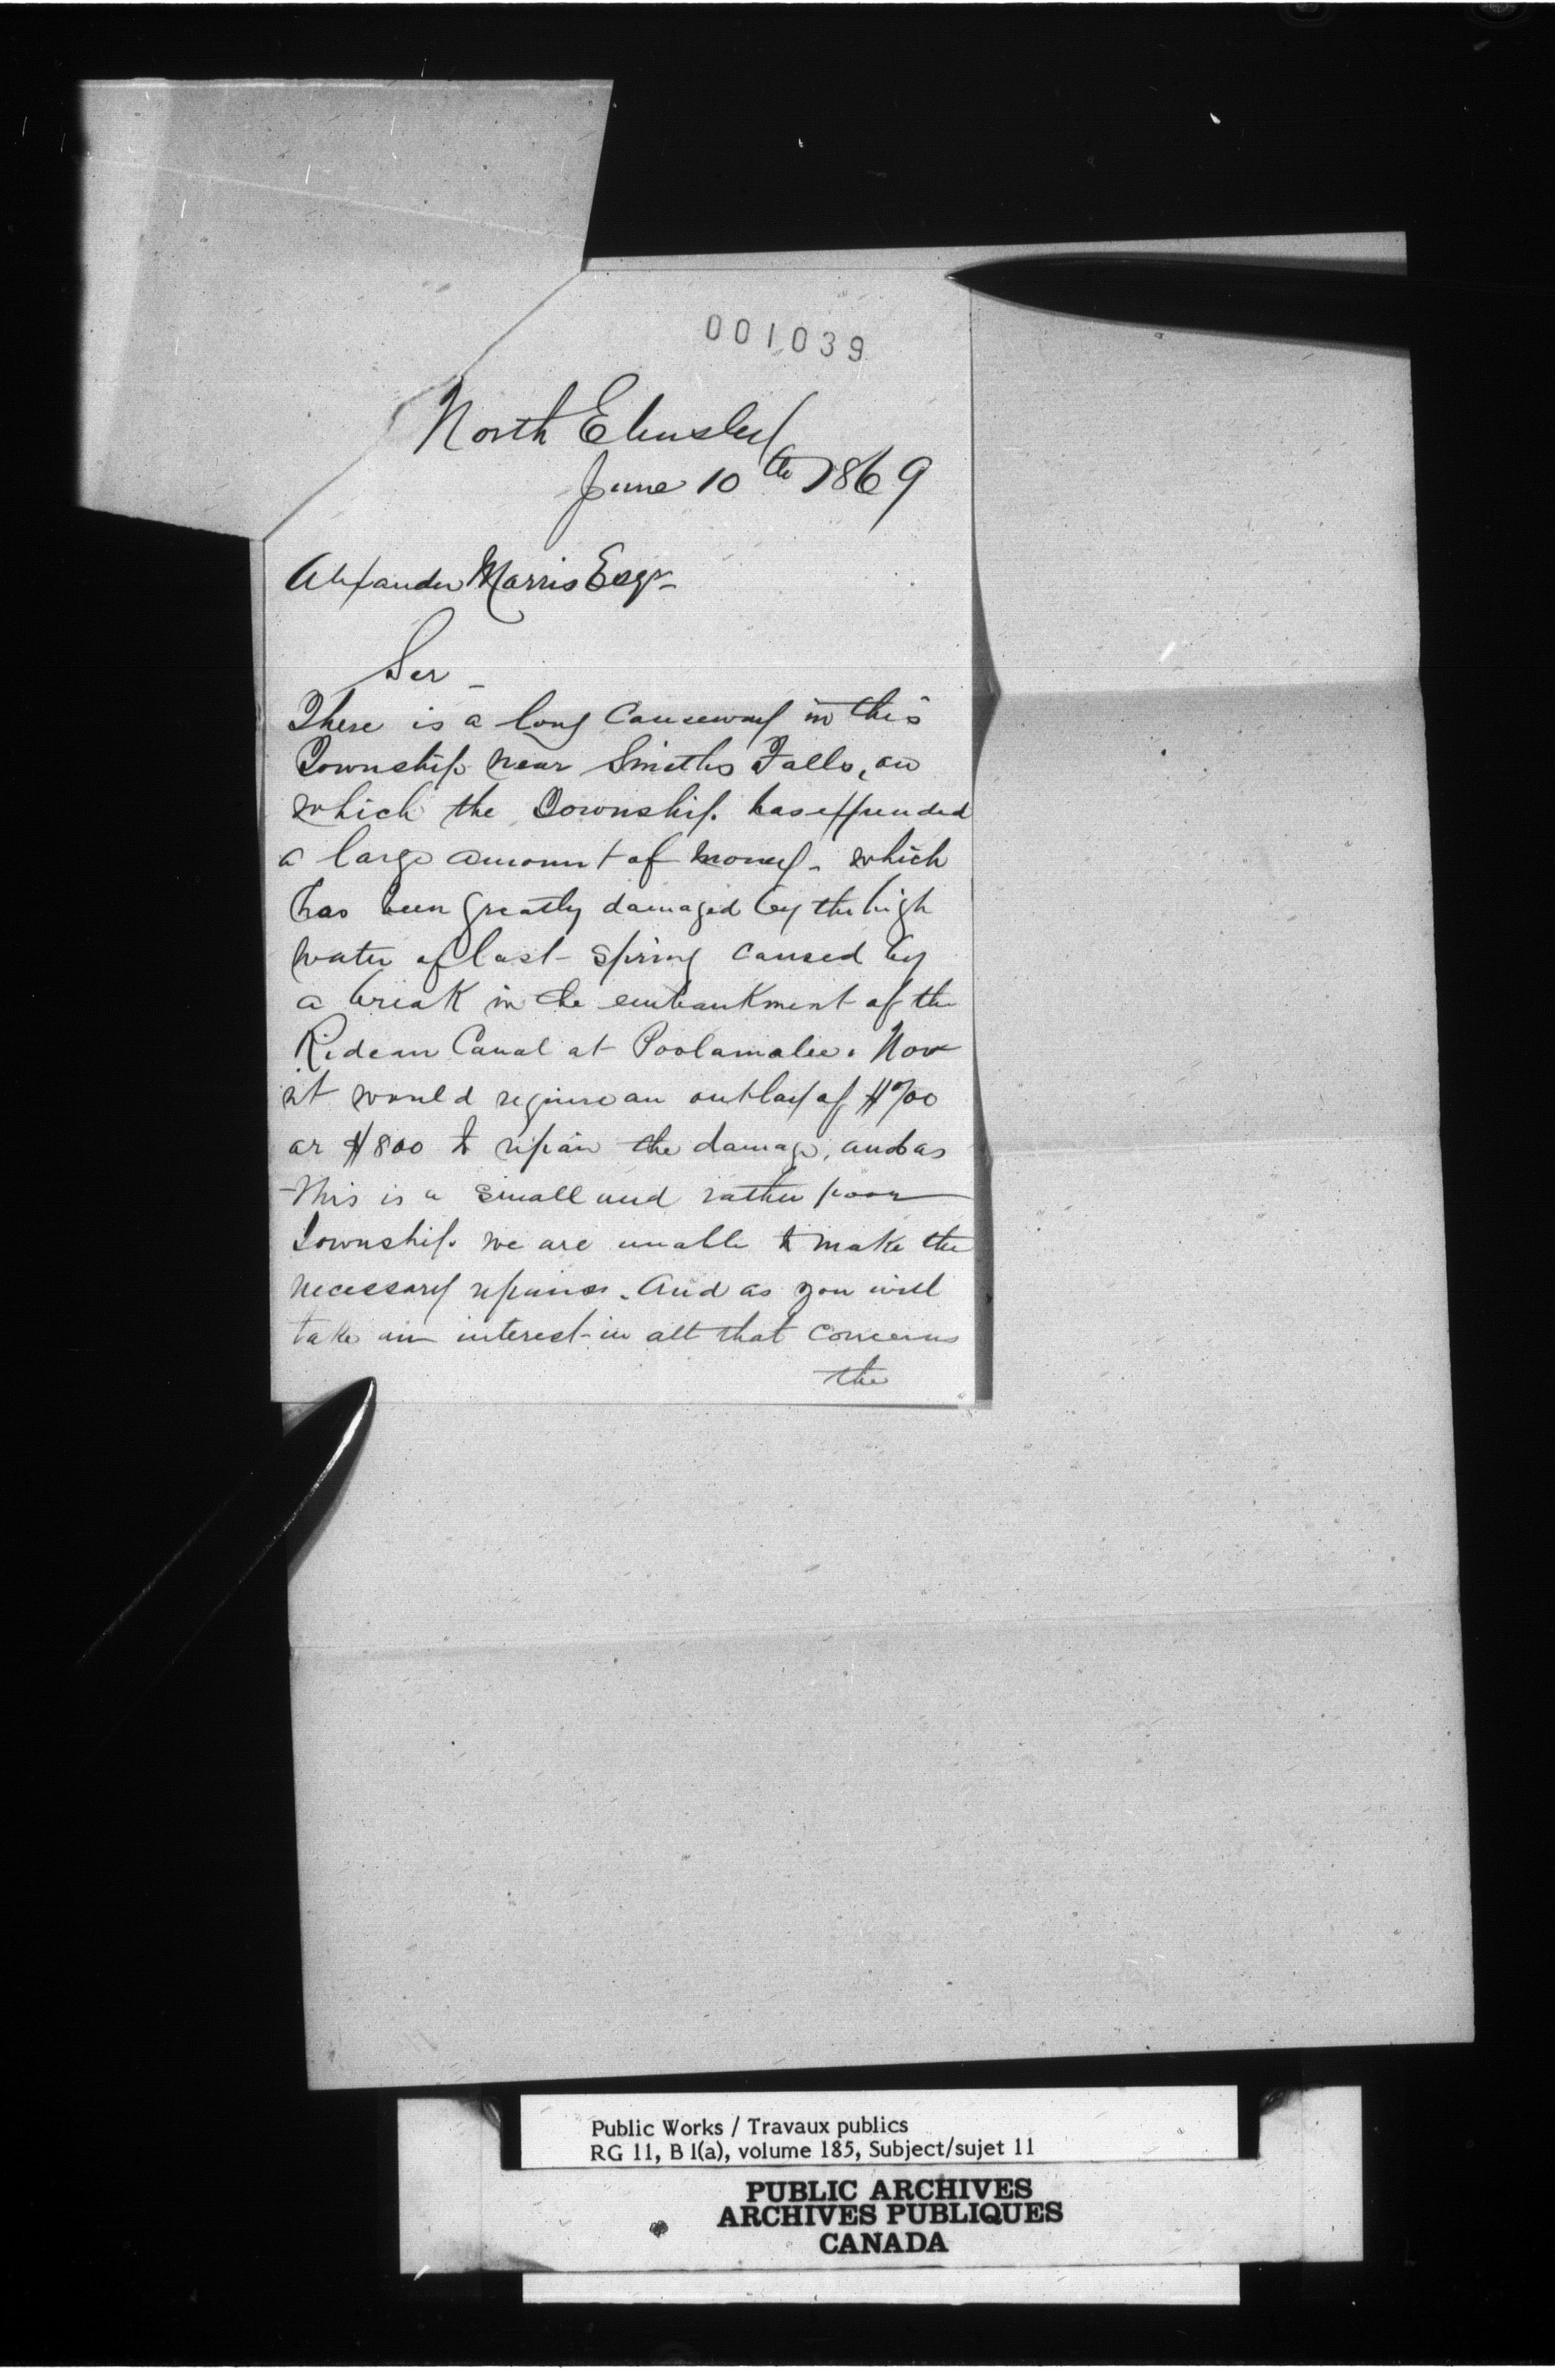 001039
North Elmsley
June 10th 1869
Alexander Morris Esqr
Sir
There is a long Causeway in this
Township near Smiths Falls, on
which the Township has expended
a large amount of money - which
has been greatly damaged by the high
water of last spring caused by
a break in the embankment of the
Rideau Canal at Poolamalie. Now
it would require an outlay of $700
or $800 to repair the damage, and as
this is a small and rather poor
Township we are unable to make the
necessary repairs. And as you will
take an interest in all that concerns
the
Public Works / Travaux publics
RG 11, B 1(a), volume 185, Subject/sujet 11
PUBLIC ARCHIVES
ARCHIVES PUBLIQUES
CANADA